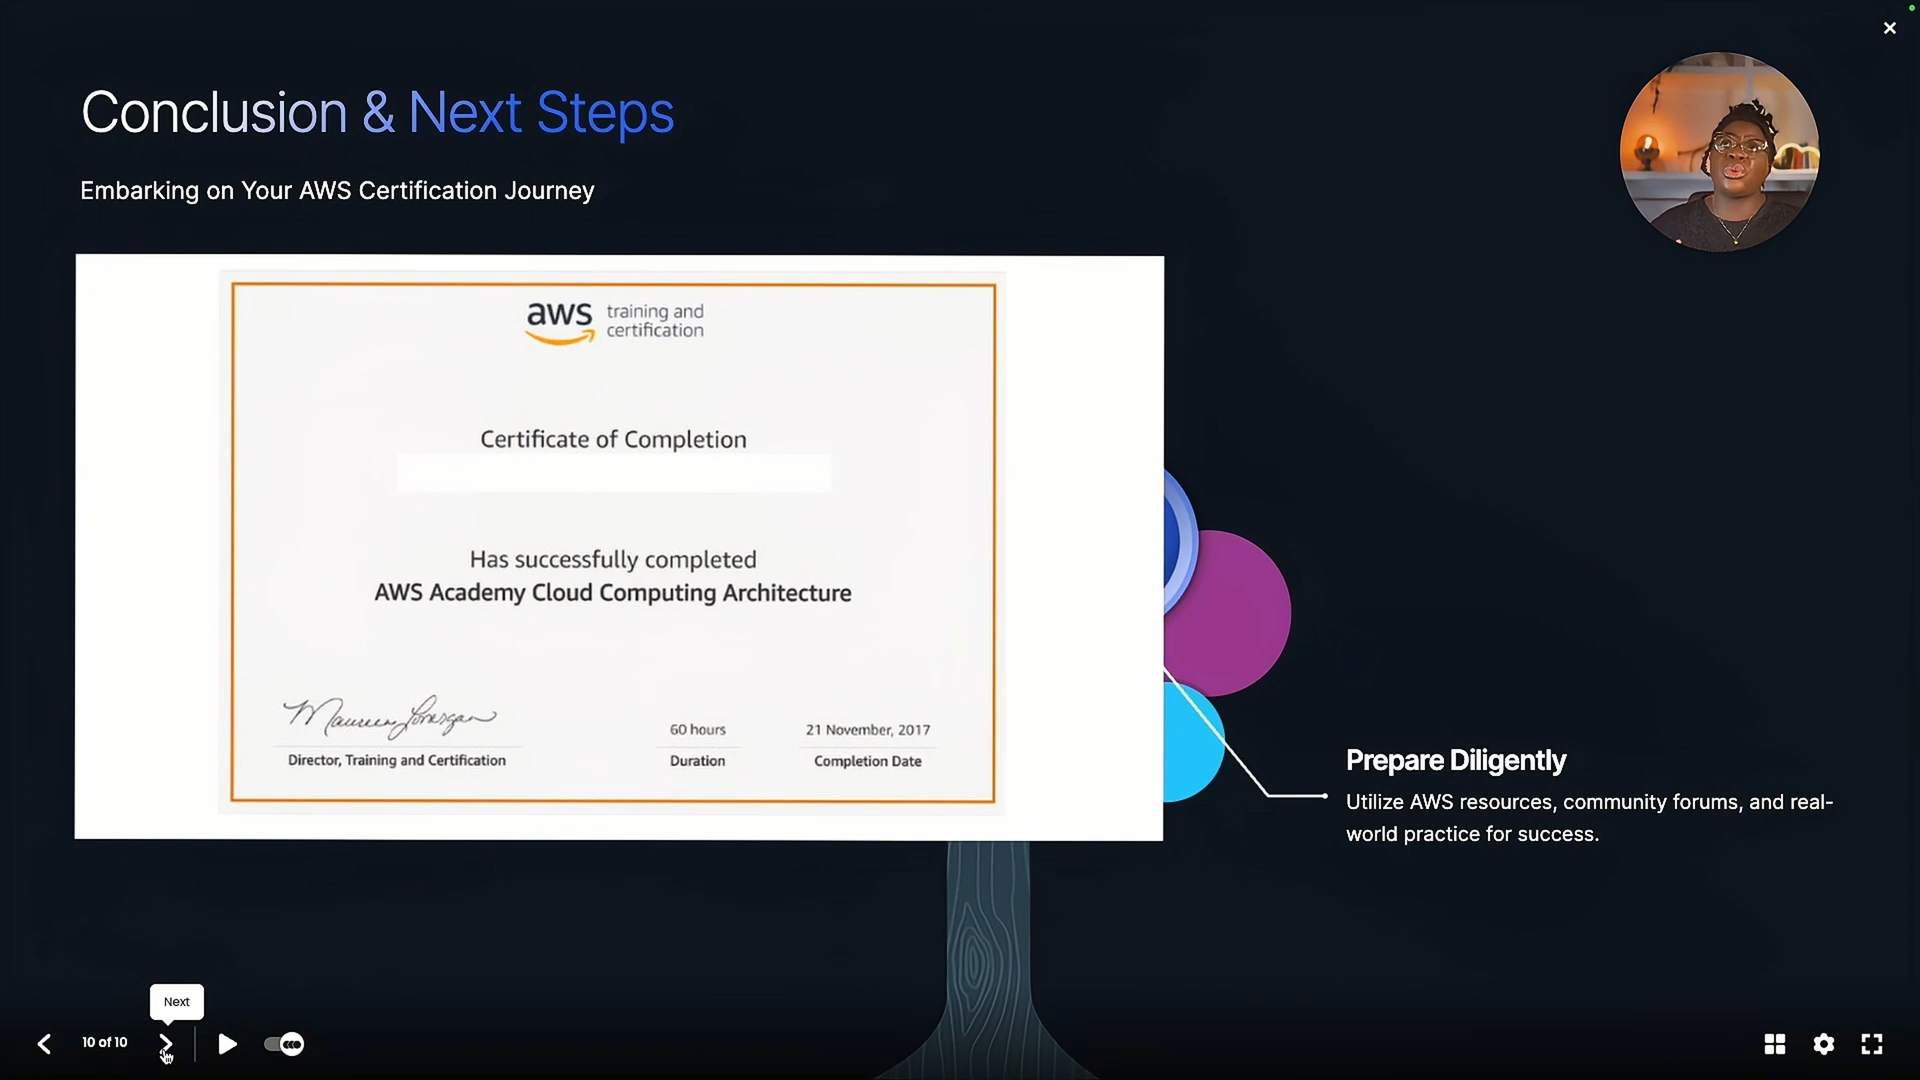 Conclusion & Next Steps
Embarking on Your AWS Certification Journey
aws training and
certification
Certificate of Completion
Has successfully completed
AWS Academy Cloud Computing Architecture
60 hours
21 November, 2017
Director, Training and Certification
Duration
Completion Date
Prepare Diligently
Utilize AWS resources, community forums, and real-
world practice for success.
Next
10 of 10